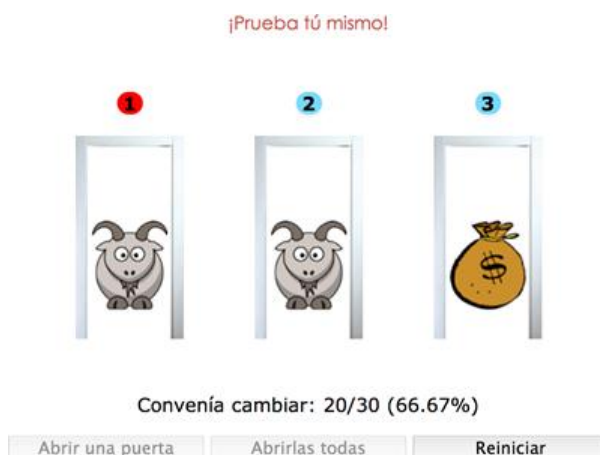 ¡Prueba tú mismo!
1 2 3
$
Convenía cambiar: 20/30 (66.67%)
Abrir una puerta Abrirlas todas Reiniciar